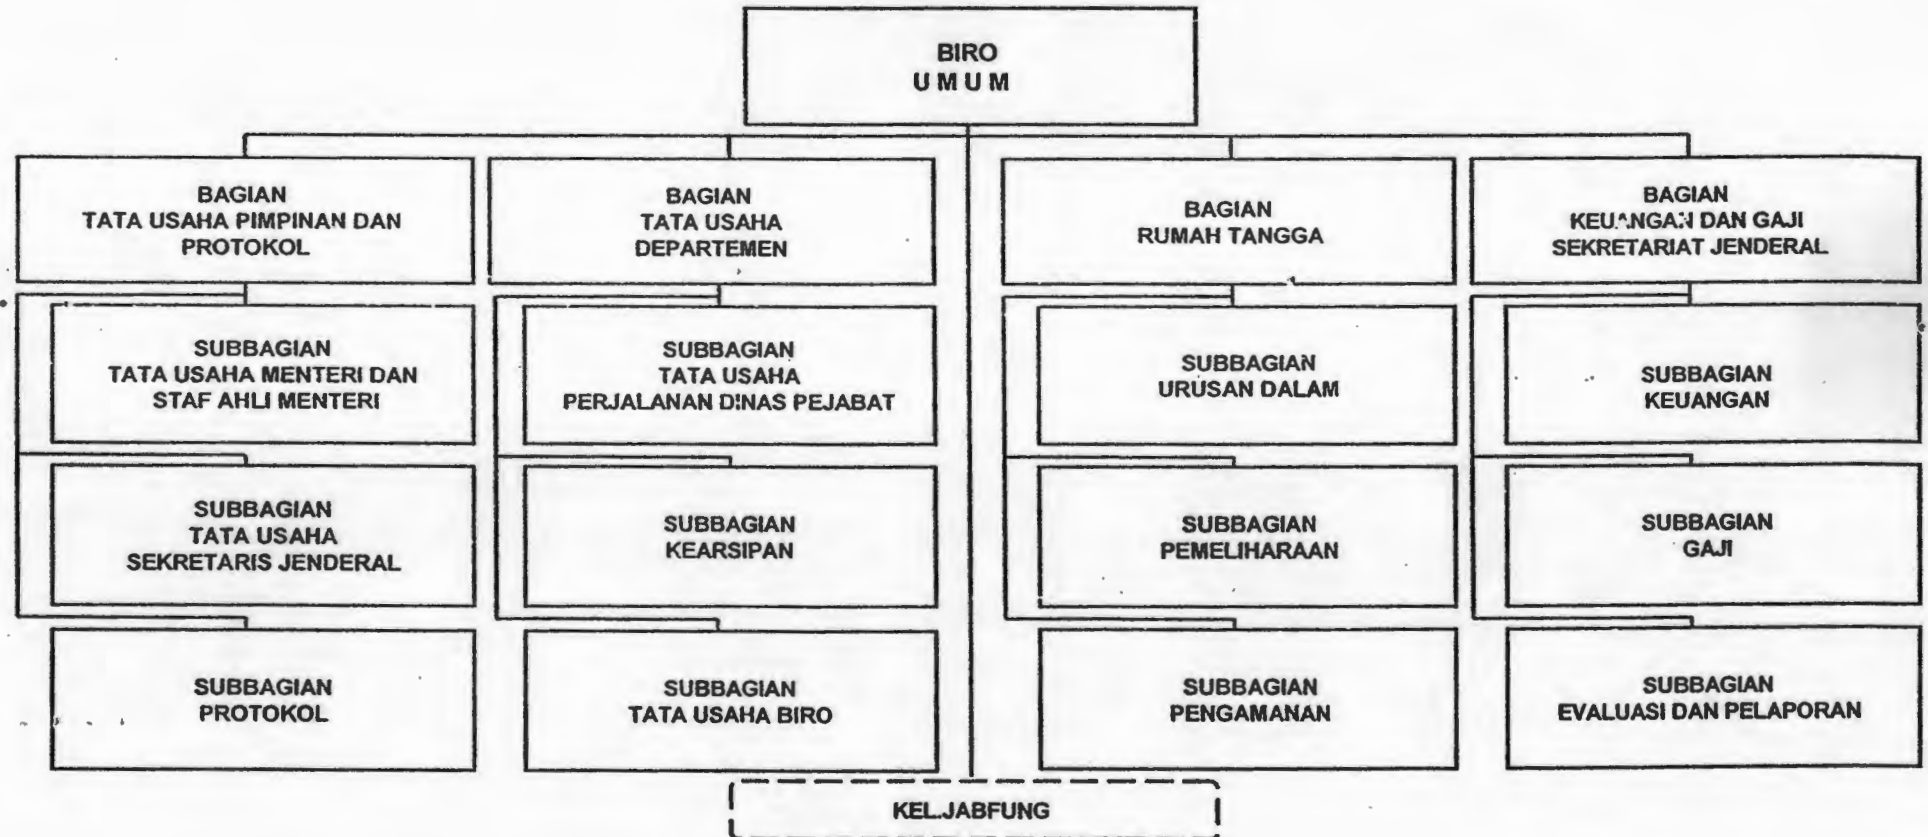 BIRO
U M U M
BAGIAN
TATA USAHA PIMPINAN DAN
PROTOKOL
BAGIAN
TATA USAHA
DEPARTEMEN
BAGIAN
RUMAH TANGGA
BAGIAN
KEUANGAN DAN GAJI
SEKRETARIAT JENDERAL
SUBBAGIAN
TATA USAHA MENTERI DAN
STAF AHLI MENTERI
SUBBAGIAN
TATA USAHA
PERJALANAN DINAS PEJABAT
SUBBAGIAN
URUSAN DALAM
SUBBAGIAN
KEUANGAN
SUBBAGIAN
TATA USAHA
SEKRETARIS JENDERAL
SUBBAGIAN
KEARSIPAN
SUBBAGIAN
PEMELIHARAAN
SUBBAGIAN
GAJI
SUBBAGIAN
PROTOKOL
SUBBAGIAN
TATA USAHA BIRO
SUBBAGIAN
PENGAMANAN
SUBBAGIAN
EVALUASI DAN PELAPORAN
KEL.JABFUNG